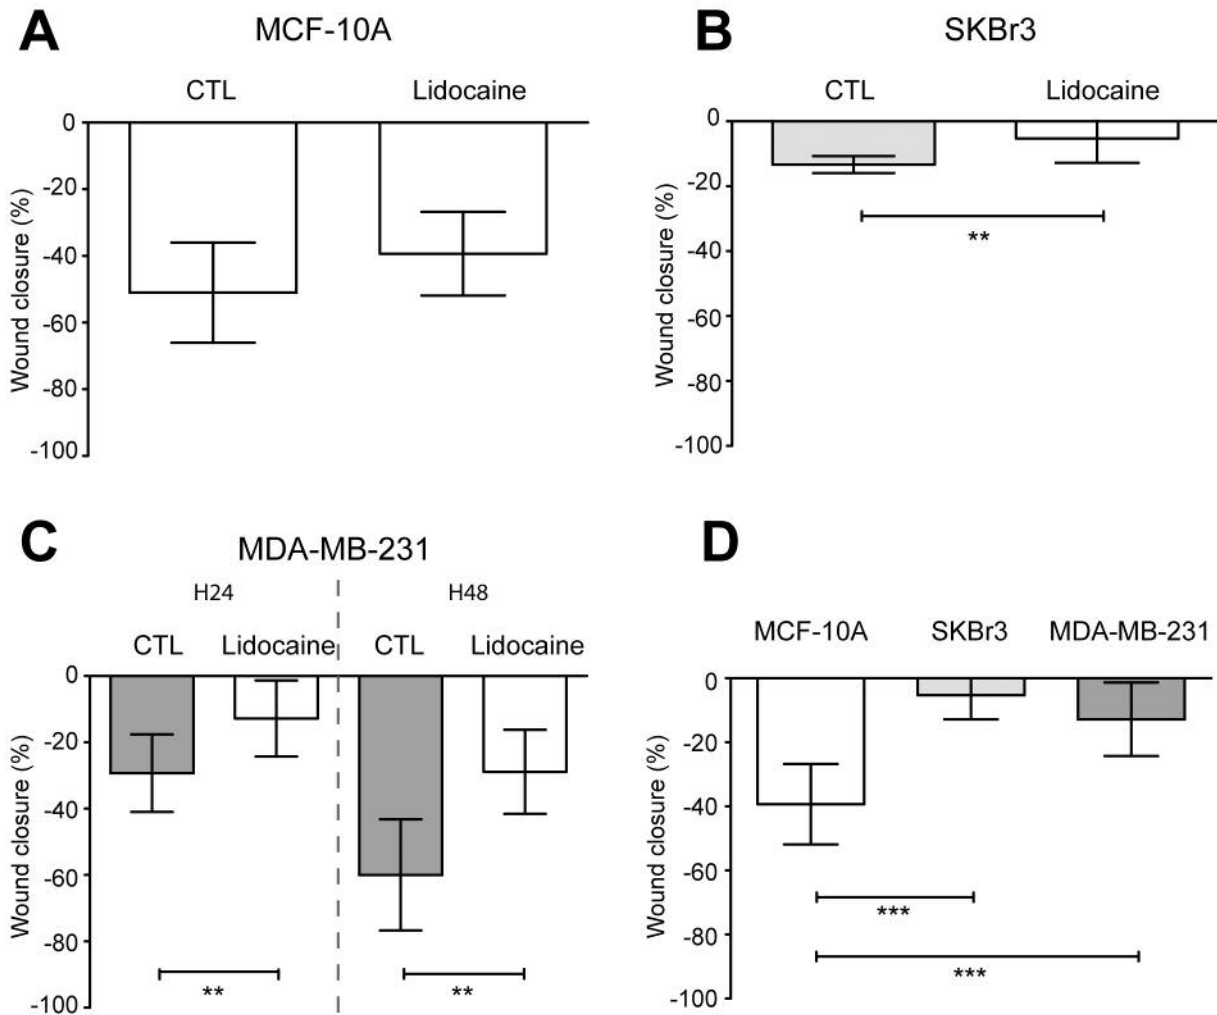 A
MCF-10A
CTL
Lidocaine
0
-20
-40
-60
-80
-100
Wound closure (%)
B
SKBr3
CTL
Lidocaine
0
-20
-40
-60
-80
-100
Wound closure (%)
**
C
MDA-MB-231
H24
H48
CTL
Lidocaine
CTL
Lidocaine
0
-20
-40
-60
-80
-100
Wound closure (%)
**
**
D
MCF-10A
SKBr3
MDA-MB-231
0
-20
-40
-60
-80
-100
Wound closure (%)
***
***